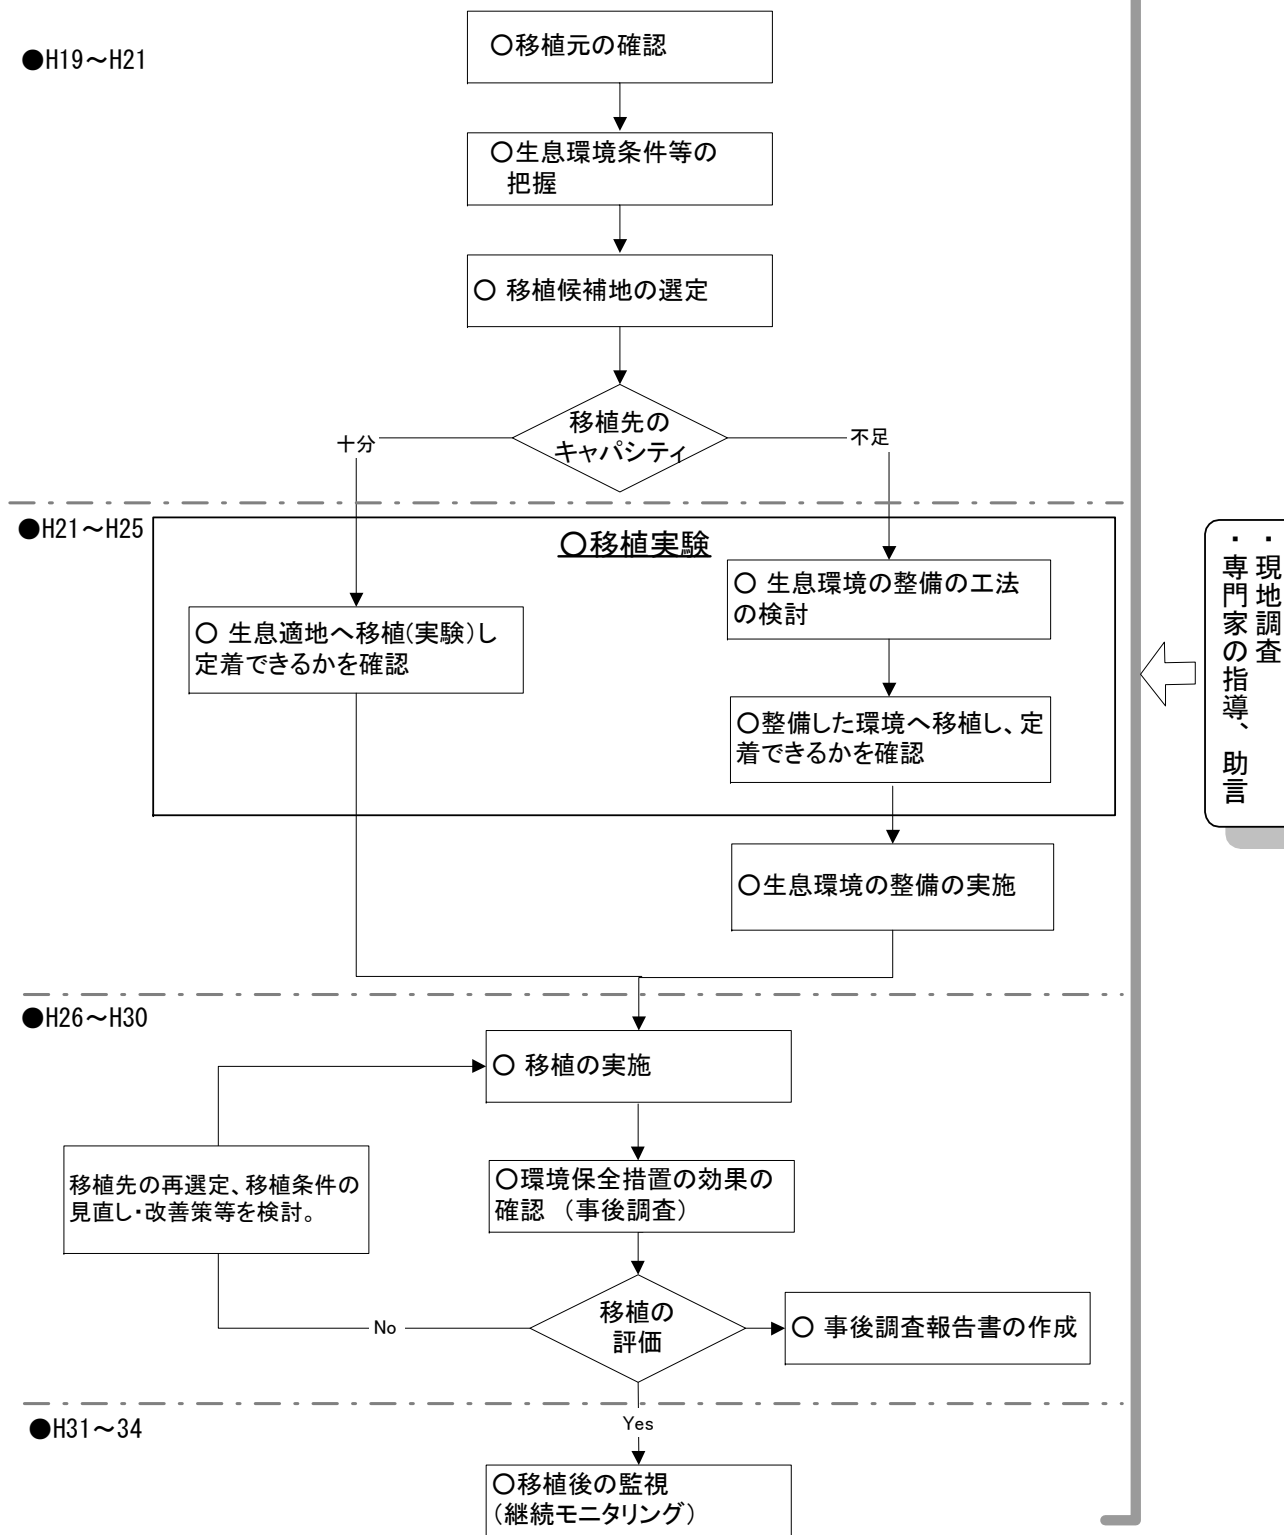 ●H19～H21
○移植元の確認
○生息環境条件等の
把握
○ 移植候補地の選定
移植先の
キャパシティ
十分
不足
●H21～H25
○移植実験
○ 生息環境の整備の工法
の検討
○ 生息適地へ移植(実験)し
定着できるかを確認
○整備した環境へ移植し、定
着できるかを確認
○生息環境の整備の実施
・現地調査
・専門家の指導、助言
●H26～H30
○ 移植の実施
移植先の再選定、移植条件の
見直し・改善策等を検討。
○環境保全措置の効果の
確認 （事後調査）
移植の
評価
No
○ 事後調査報告書の作成
Yes
●H31～34
○移植後の監視
（継続モニタリング）